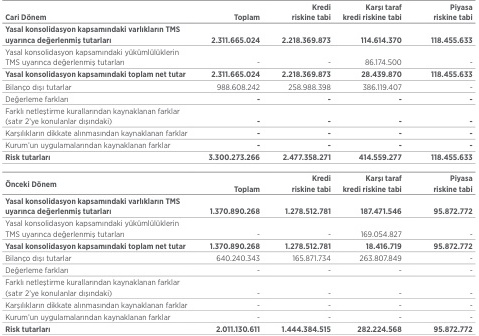 Kredi Karşı taraf Piyasa
Cari Dönem Toplam riskine tabi kredi riskine tabi riskine tabi
Yasal konsolidasyon kapsamındaki varlıkların TMS
uyarınca değerlenmiş tutarları 2.311.665.024 2.218.369.873 114.614.370 118.455.633
Yasal konsolidasyon kapsamındaki yükümlülüklerin
TMS uyarınca değerlenmiş tutarları - - 86.174.500 -
Yasal konsolidasyon kapsamındaki toplam net tutar 2.311.665.024 2.218.369.873 28.439.870 118.455.633
Bilanço dışı tutarlar 988.608.242 258.988.398 386.119.407 -
Değerleme farkları - - - -
Farklı netleştirme kurallarından kaynaklanan farklar
(satır 2'ye konulanlar dışındaki) - - - -
Karşılıkların dikkate alınmasından kaynaklanan farklar - - - -
Kurum'un uygulamalarından kaynaklanan farklar - - - -
Risk tutarları 3.300.273.266 2.477.358.271 414.559.277 118.455.633
Kredi Karşı taraf Piyasa
Önceki Dönem Toplam riskine tabi kredi riskine tabi riskine tabi
Yasal konsolidasyon kapsamındaki varlıkların TMS
uyarınca değerlenmiş tutarları 1.370.890.268 1.278.512.781 187.471.546 95.872.772
Yasal konsolidasyon kapsamındaki yükümlülüklerin
TMS uyarınca değerlenmiş tutarları - - 169.054.827 -
Yasal konsolidasyon kapsamındaki toplam net tutar 1.370.890.268 1.278.512.781 18.416.719 95.872.772
Bilanço dışı tutarlar 640.240.343 165.871.734 263.807.849 -
Değerleme farkları - - - -
Farklı netleştirme kurallarından kaynaklanan farklar
(satır 2'ye konulanlar dışındaki) - - - -
Karşılıkların dikkate alınmasından kaynaklanan farklar - - - -
Kurum'un uygulamalarından kaynaklanan farklar - - - -
Risk tutarları 2.011.130.611 1.444.384.515 282.224.568 95.872.772